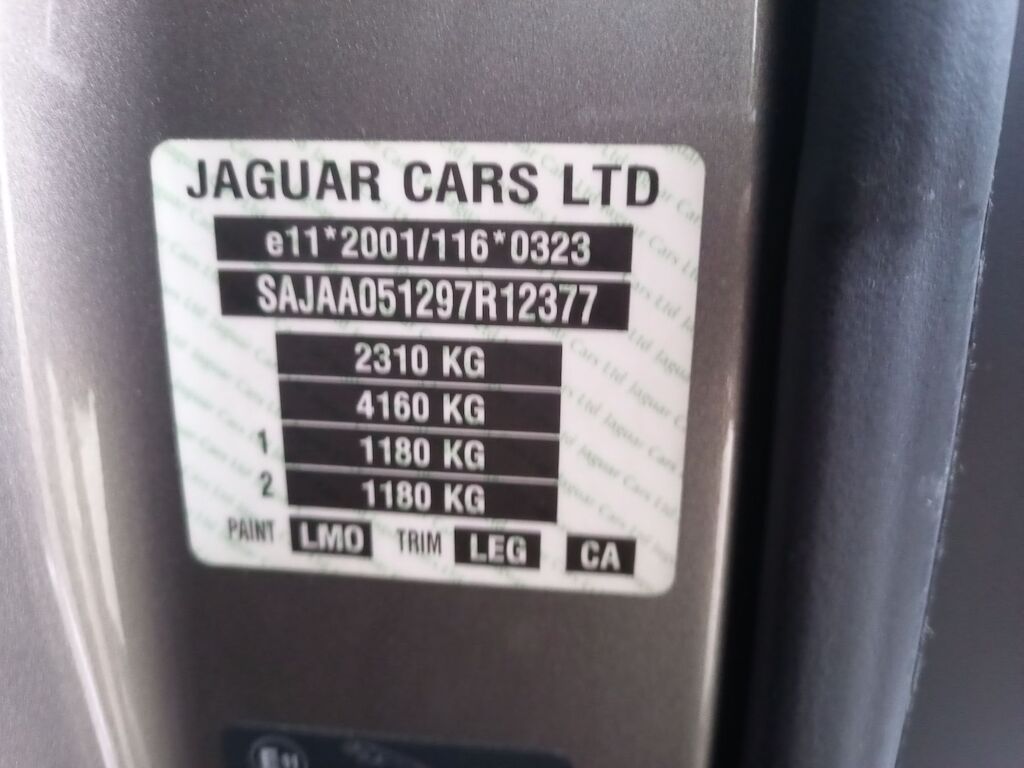 JAGUAR CARS LTD
e11*2001/116*0323
SAJAA051297R12377
2310 KG
4160 KG
1 1180 KG
2 1180 KG
PAINT LMO TRIM LEG CA